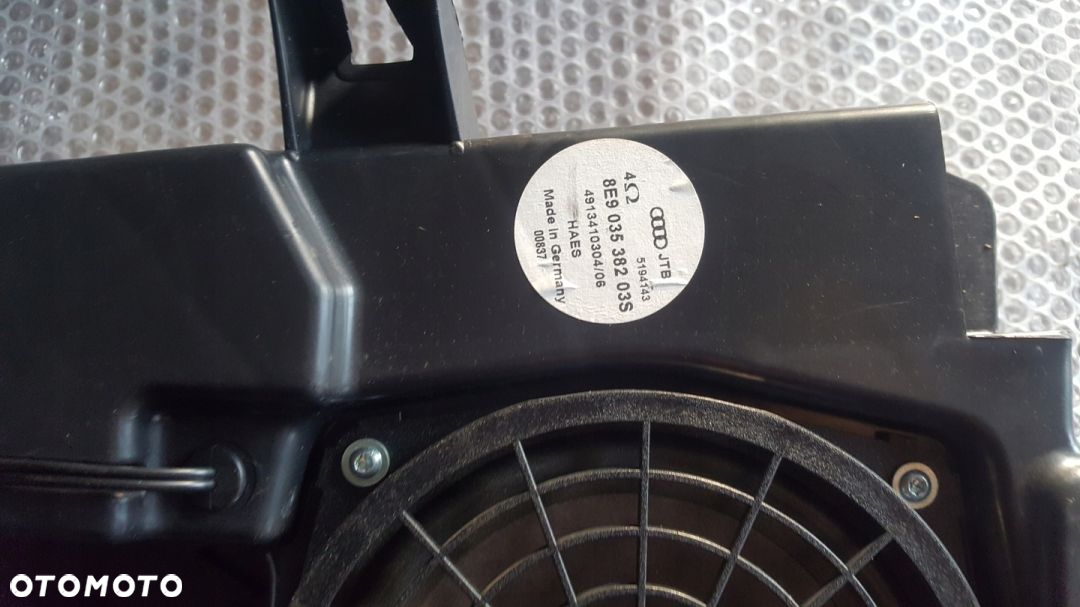 4Ω JTB
5194143
8E9 035 382 03S
4913410304/06
HAES
Made in Germany
00837
OTOMOTO